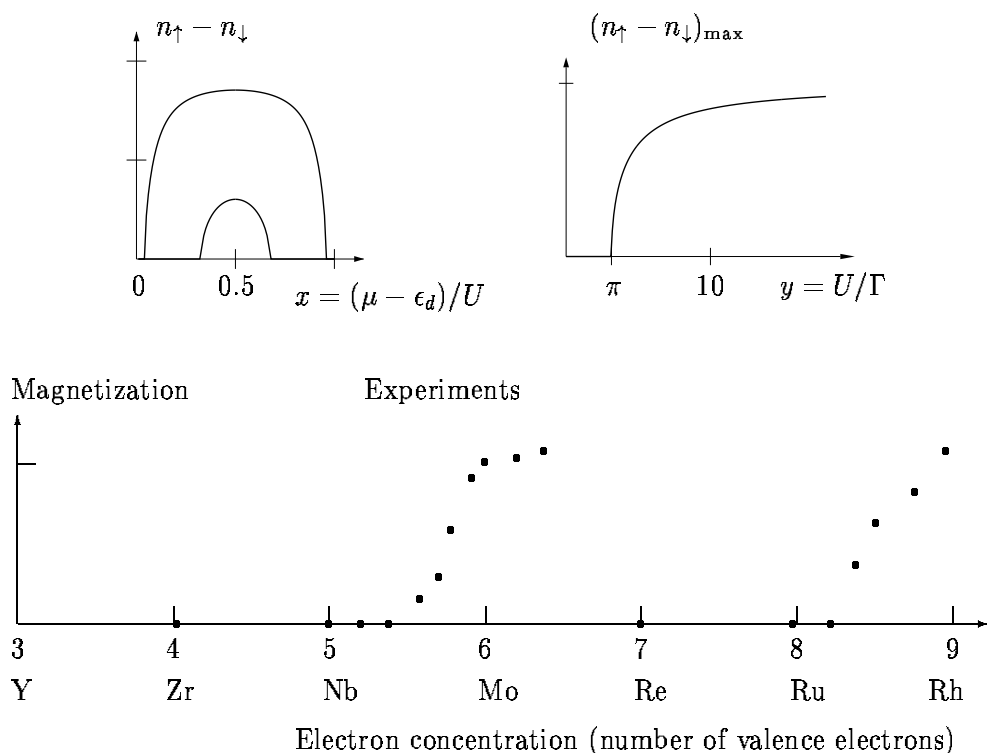 n↑ − n↓
0
0.5
x = (μ − ϵd)/U
(n↑ − n↓)max
π
10
y = U/Γ
Magnetization
Experiments
3 4 5 6 7 8 9
Y Zr Nb Mo Re Ru Rh
Electron concentration (number of valence electrons)